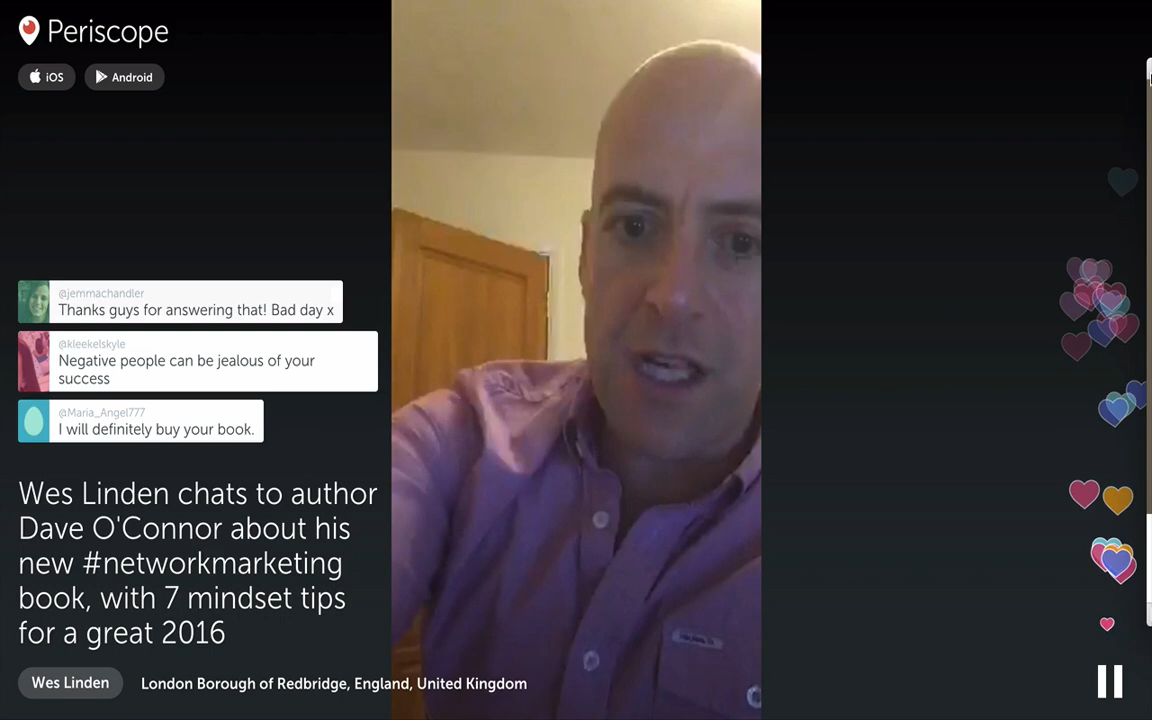 Periscope
iOS
Android
@jemmachandler
Thanks guys for answering that! Bad day x
@kleekelskyle
Negative people can be jealous of your
success
@Maria_Angel777
I will definitely buy your book.
Wes Linden chats to author
Dave O'Connor about his
new #networkmarketing
book, with 7 mindset tips
for a great 2016
Wes Linden
London Borough of Redbridge, England, United Kingdom